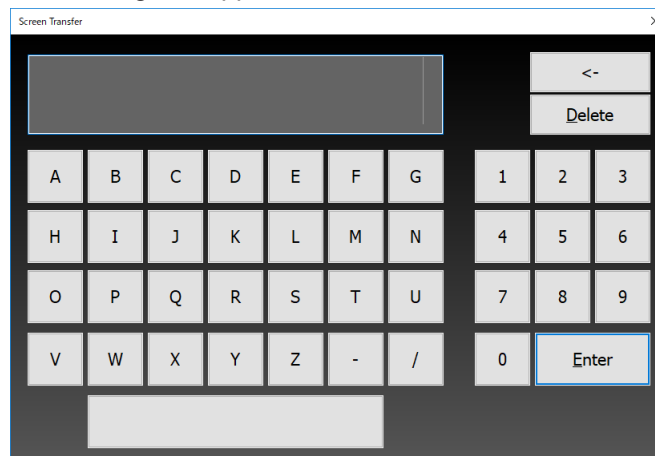 Screen Transfer
<-
Delete
A B C D E F G 1 2 3
H I J K L M N 4 5 6
O P Q R S T U 7 8 9
V W X Y Z - / 0 Enter